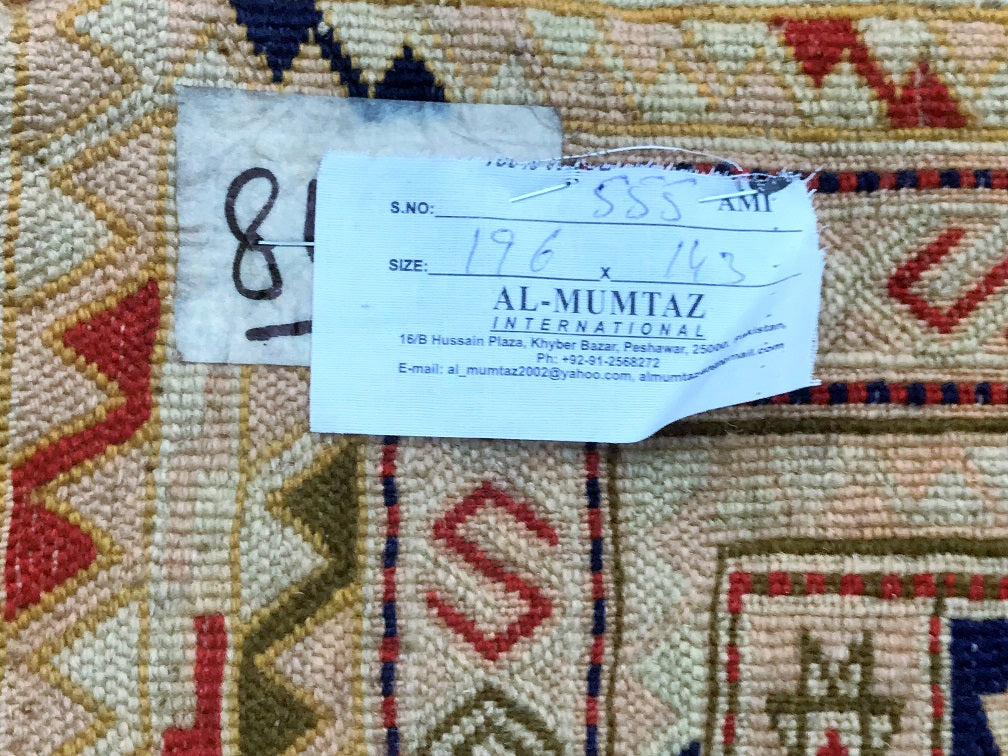 8
S.NO: 555 AMI
SIZE: 196 x 143
AL-MUMTAZ
INTERNATIONAL
16/B Hussain Plaza, Khyber Bazar, Peshawar, 25000, Pakistan,
Ph: +92-91-2568272
E-mail: al_mumtaz2002@yahoo.com,